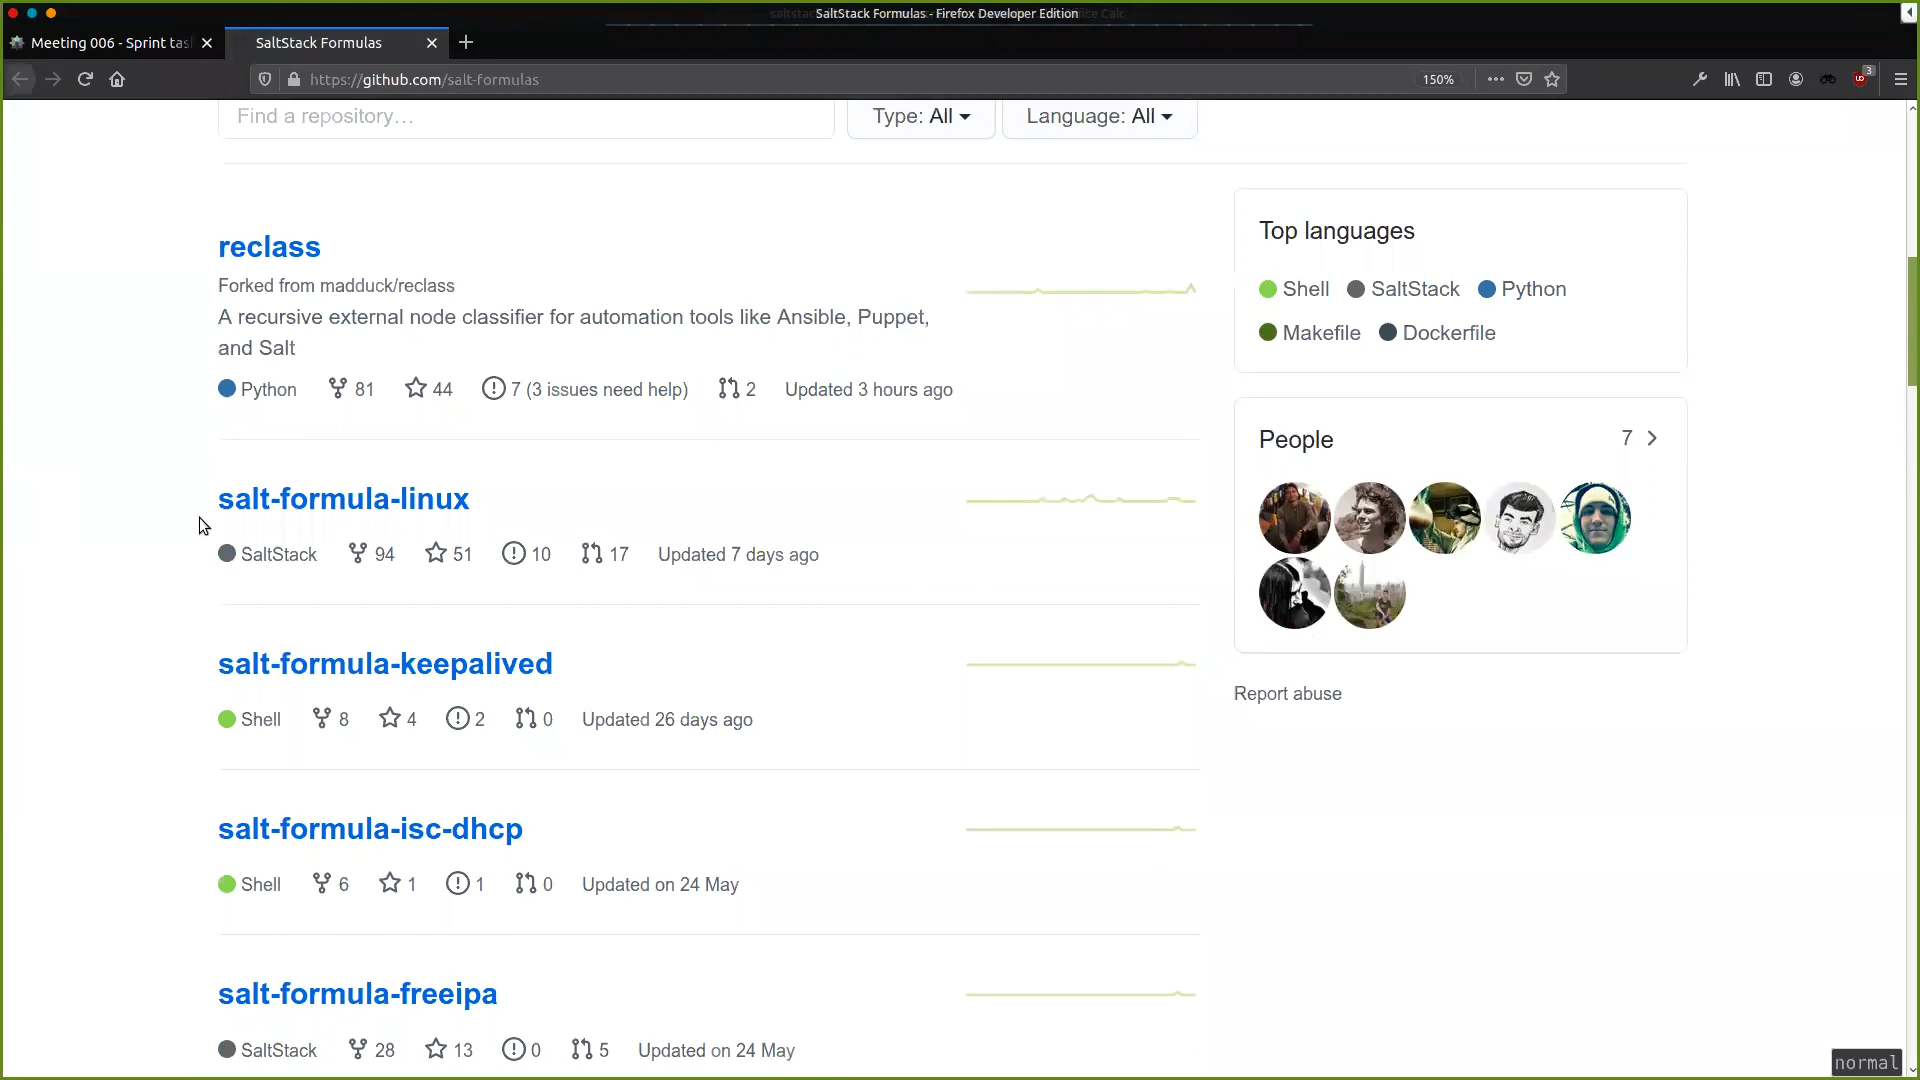 SaltStack Formulas - Firefox Developer Edition
Meeting 006 - Sprint tas
SaltStack Formulas
https://github.com/salt-formulas
150%
3
Find a repository…
Type: All
Language: All
reclass
Forked from madduck/reclass
A recursive external node classifier for automation tools like Ansible, Puppet,
and Salt
Python 81 44 7 (3 issues need help) 2 Updated 3 hours ago
salt-formula-linux
SaltStack 94 51 10 17 Updated 7 days ago
salt-formula-keepalived
Shell 8 4 2 0 Updated 26 days ago
salt-formula-isc-dhcp
Shell 6 1 1 0 Updated on 24 May
salt-formula-freeipa
SaltStack 28 13 0 5 Updated on 24 May
Top languages
Shell SaltStack Python
Makefile Dockerfile
People 7
Report abuse
normal